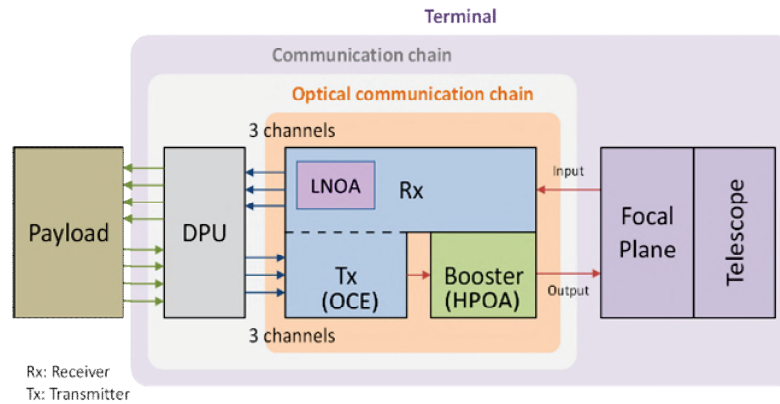 Terminal
Communication chain
Optical communication chain
3 channels
Payload
DPU
LNOA
Rx
Tx
(OCE)
Booster
(HPOA)
Input
Output
Focal
Plane
Telescope
3 channels
Rx: Receiver
Tx: Transmitter